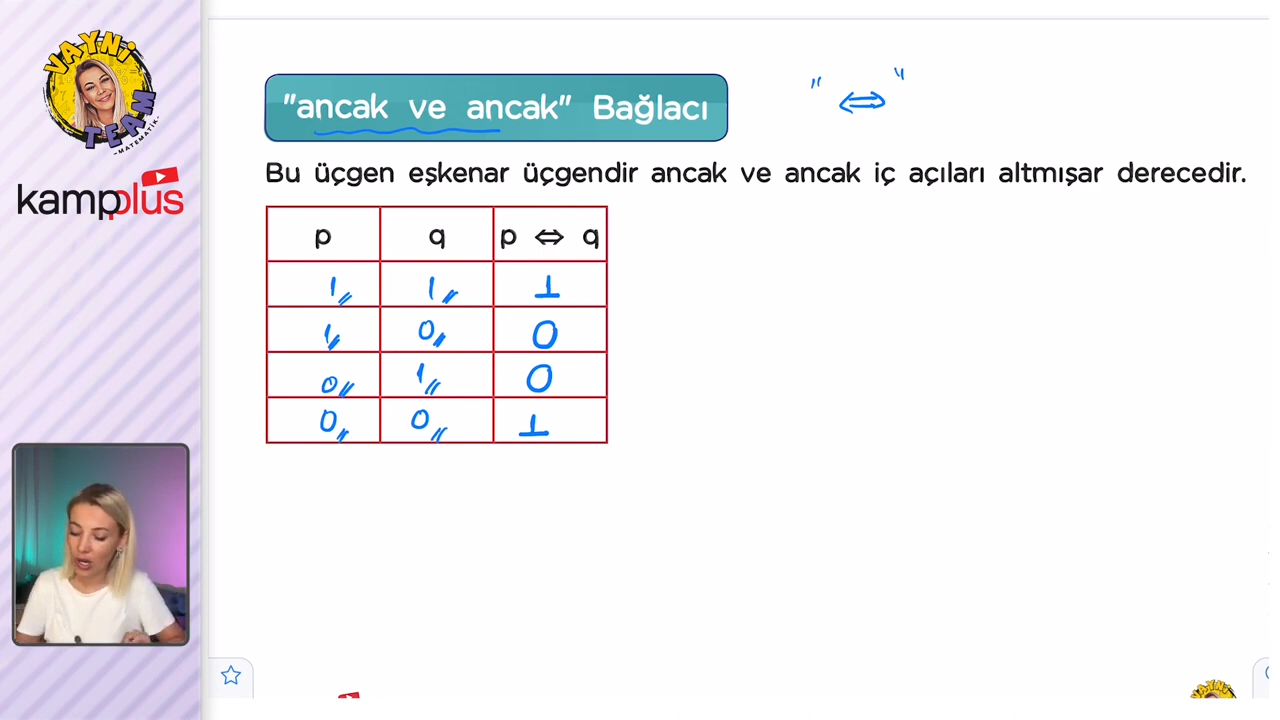 VAYNİ
TEAM
-MATEMATİK-
kampplus
"ancak ve ancak" Bağlacı
" ⇔ "
Bu üçgen eşkenar üçgendir ancak ve ancak iç açıları altmışar derecedir.
p q p ⇔ q
1 1 1
1 0 0
0 1 0
0 0 1